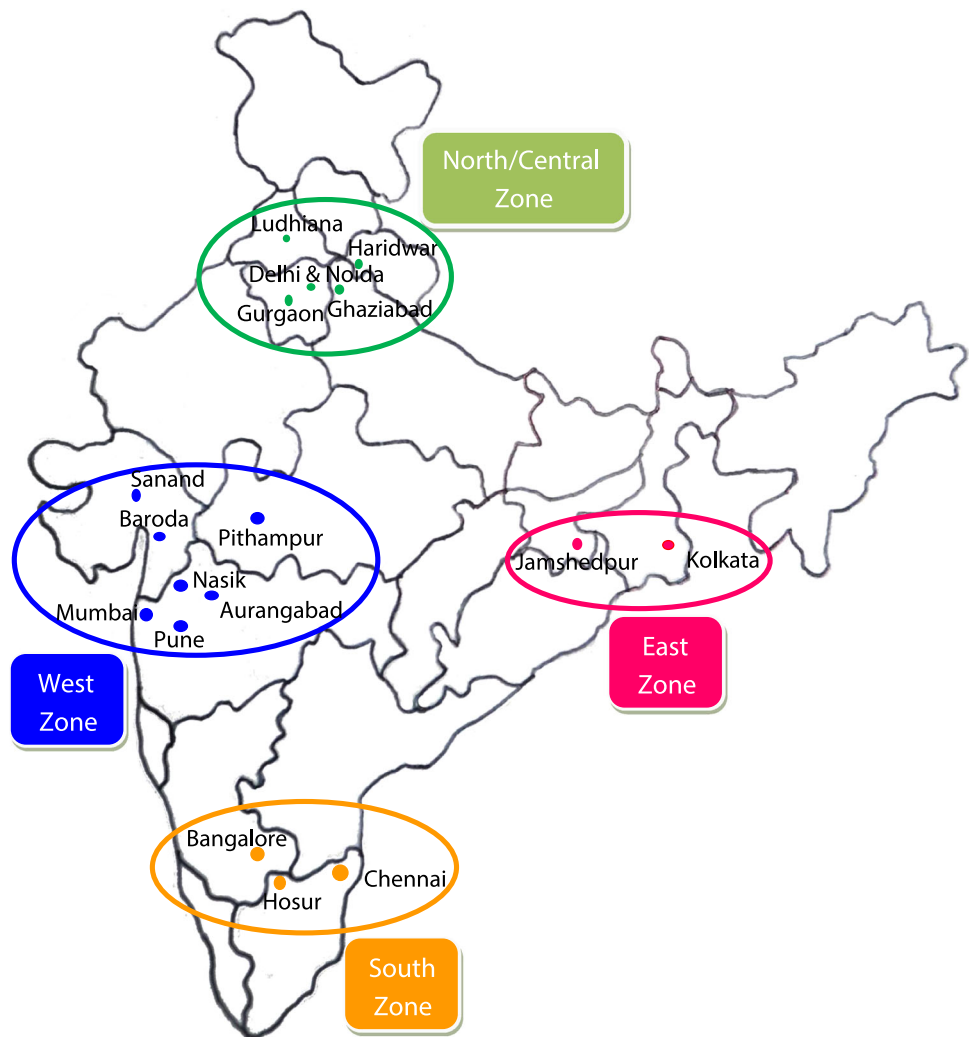 North/Central
Zone
Ludhiana
Haridwar
Delhi & Noida
Gurgaon
Ghaziabad
Sanand
Baroda
Pithampur
Nasik
Aurangabad
Mumbai
Pune
West
Zone
Jamshedpur
Kolkata
East
Zone
Bangalore
Chennai
Hosur
South
Zone